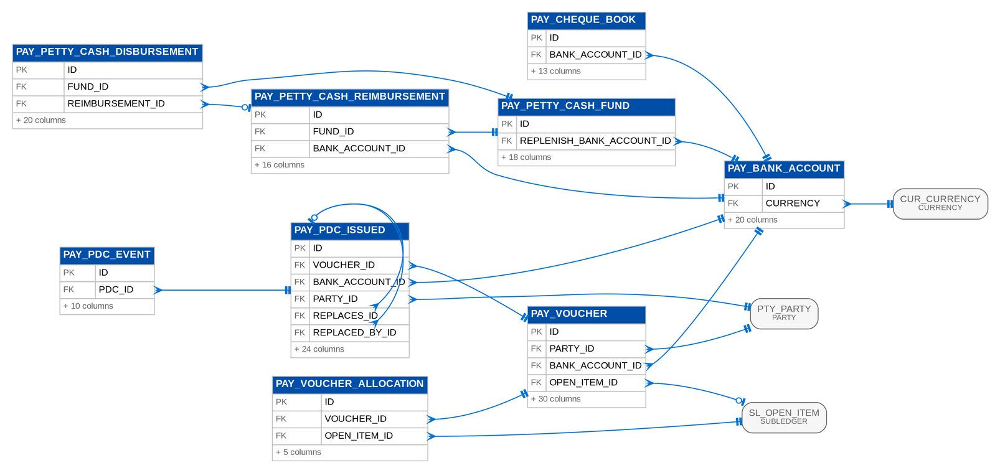 PAY_CHEQUE_BOOK
PK ID
FK BANK_ACCOUNT_ID
+ 13 columns
PAY_PETTY_CASH_DISBURSEMENT
PK ID
FK FUND_ID
FK REIMBURSEMENT_ID
+ 20 columns
PAY_PETTY_CASH_REIMBURSEMENT
PK ID
FK FUND_ID
FK BANK_ACCOUNT_ID
+ 16 columns
PAY_PETTY_CASH_FUND
PK ID
FK REPLENISH_BANK_ACCOUNT_ID
+ 18 columns
PAY_BANK_ACCOUNT
PK ID
FK CURRENCY
+ 20 columns
CUR_CURRENCY
CURRENCY
PAY_PDC_ISSUED
PK ID
FK VOUCHER_ID
FK BANK_ACCOUNT_ID
FK PARTY_ID
FK REPLACES_ID
FK REPLACED_BY_ID
+ 24 columns
PAY_PDC_EVENT
PK ID
FK PDC_ID
+ 10 columns
PTY_PARTY
PARTY
PAY_VOUCHER
PK ID
FK PARTY_ID
FK BANK_ACCOUNT_ID
FK OPEN_ITEM_ID
+ 30 columns
PAY_VOUCHER_ALLOCATION
PK ID
FK VOUCHER_ID
FK OPEN_ITEM_ID
+ 5 columns
SL_OPEN_ITEM
SUBLEDGER